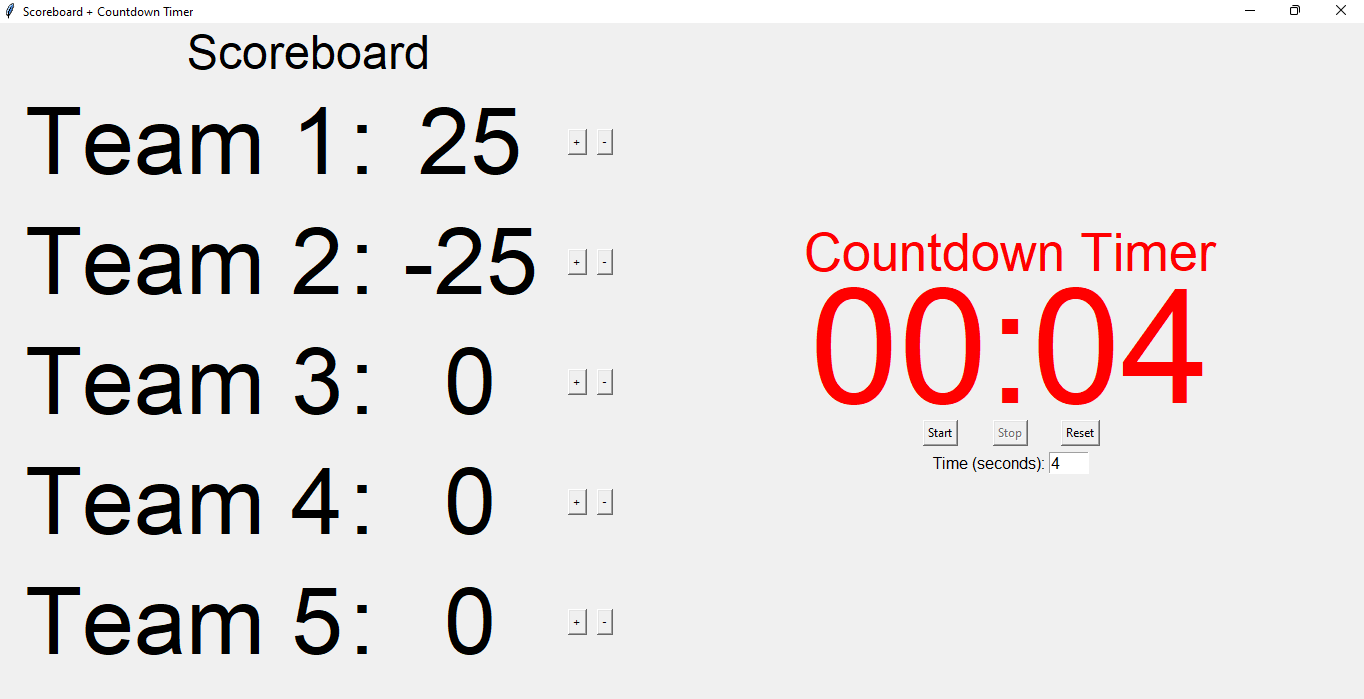 Scoreboard + Countdown Timer
Scoreboard
Team 1: 25 + -
Team 2: -25 + -
Team 3: 0 + -
Team 4: 0 + -
Team 5: 0 + -
Countdown Timer
00:04
Start Stop Reset
Time (seconds): 4